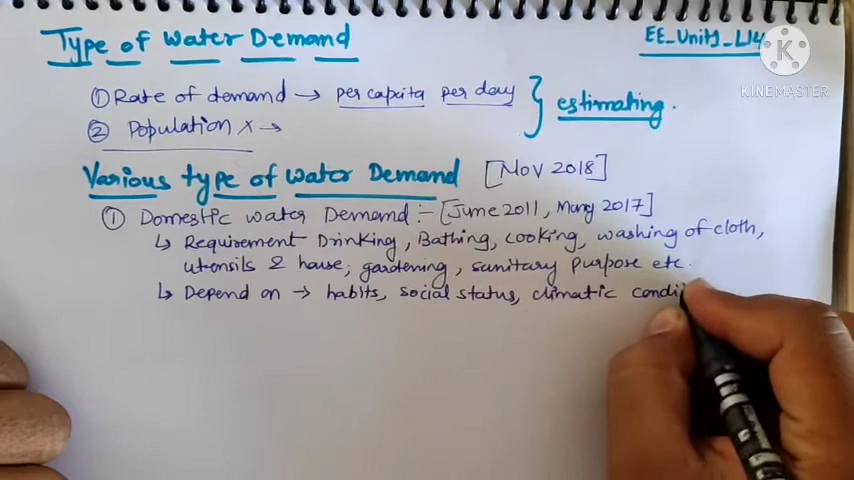 Type of Water Demand
EE_Unit1_L14
KINEMASTER
① Rate of demand → per capaita per day } estimating.
② Population x →
Various type of Water Demand [Nov 2018]
① Domestic water Demand :- [June 2011, Many 2017]
↳ Requirement Drinking, Bathing, cooking, washing of cloth,
utensils & house; gardening, sanitary purpose etc.
↳ Depend on → habits, social status, climatic condi